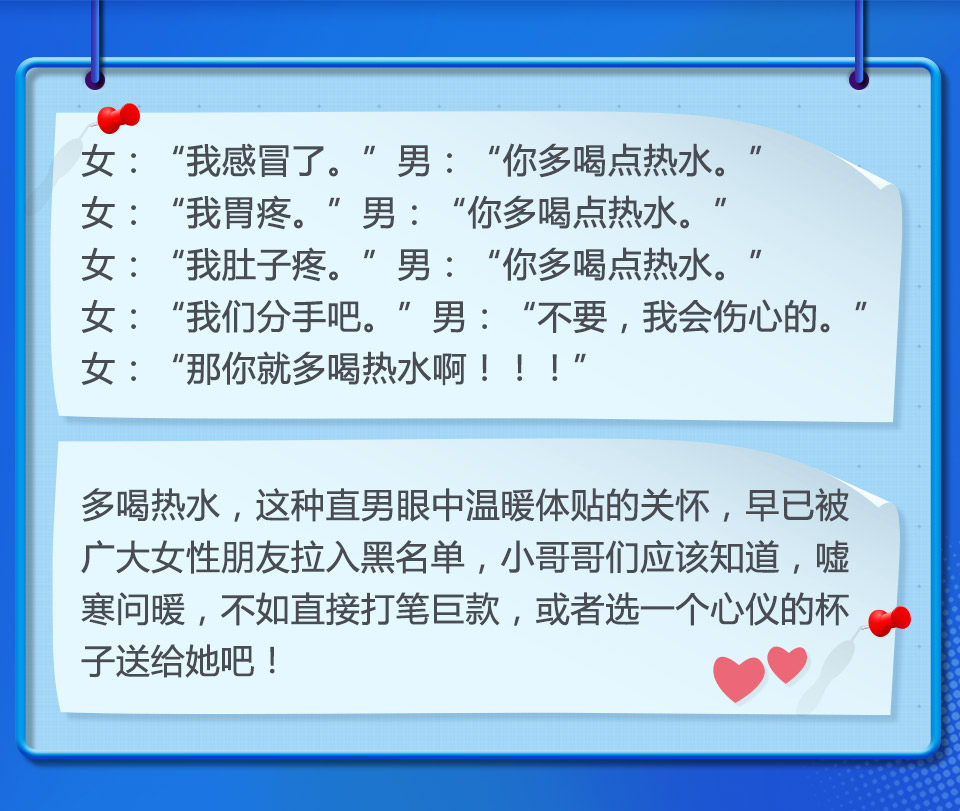 女：“我感冒了。”男：“你多喝点热水。”
女：“我胃疼。”男：“你多喝点热水。”
女：“我肚子疼。”男：“你多喝点热水。”
女：“我们分手吧。”男：“不要，我会伤心的。”
女：“那你就多喝热水啊！！！”
多喝热水，这种直男眼中温暖体贴的关怀，早已被
广大女性朋友拉入黑名单，小哥哥们应该知道，嘘
寒问暖，不如直接打笔巨款，或者选一个心仪的杯
子送给她吧！